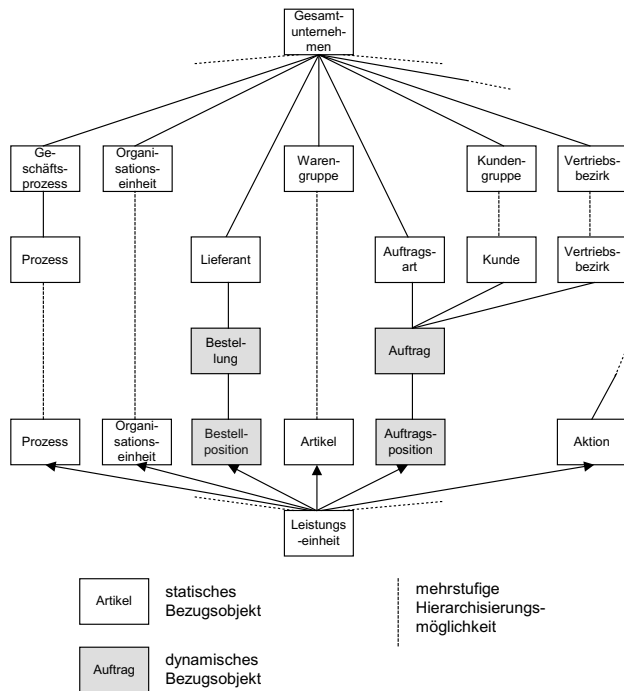 Gesamt-
unterneh-
men
Ge-
schäfts-
prozess
Organi-
sations-
einheit
Waren-
gruppe
Kunden-
gruppe
Vertriebs-
bezirk
Prozess
Lieferant
Auftrags-
art
Kunde
Vertriebs-
bezirk
Bestel-
lung
Auftrag
Prozess
Organi-
sations-
einheit
Bestell-
position
Artikel
Auftrags-
position
Aktion
Leistungs
-einheit
Artikel
statisches
Bezugsobjekt
mehrstufige
Hierarchisierungs-
möglichkeit
Auftrag
dynamisches
Bezugsobjekt